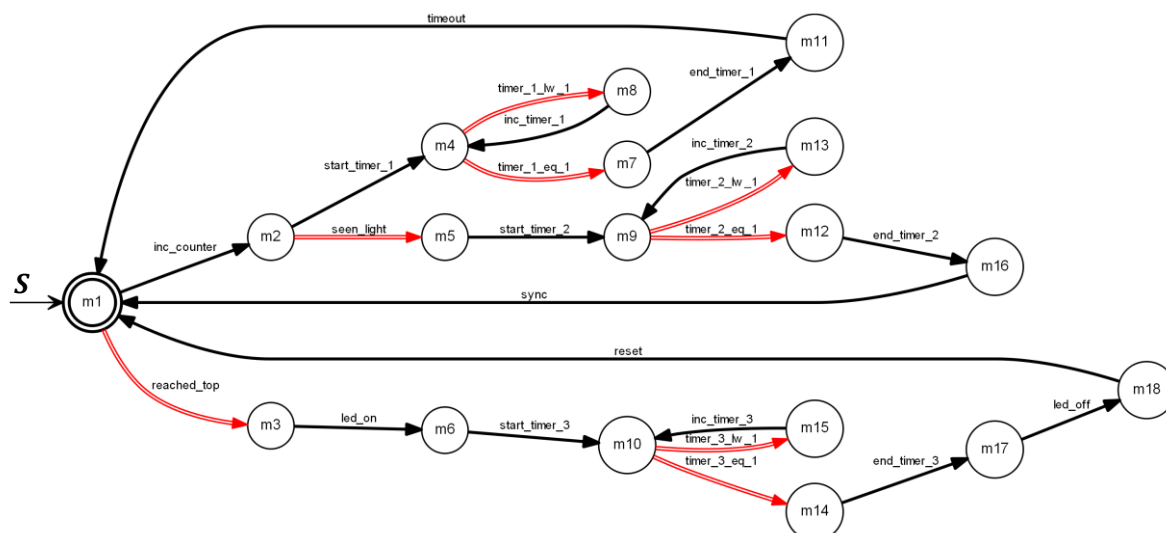 timeout
m11
end_timer_1
timer_1_lw_1
m8
inc_timer_1
m4
inc_timer_2
m13
start_timer_1
timer_1_eq_1
m7
timer_2_lw_1
inc_counter
m2
seen_light
m5
start_timer_2
m9
timer_2_eq_1
m12
end_timer_2
m16
S
m1
sync
reset
m18
reached_top
m3
led_on
m6
start_timer_3
m10
inc_timer_3
m15
timer_3_lw_1
timer_3_eq_1
led_off
m17
end_timer_3
m14